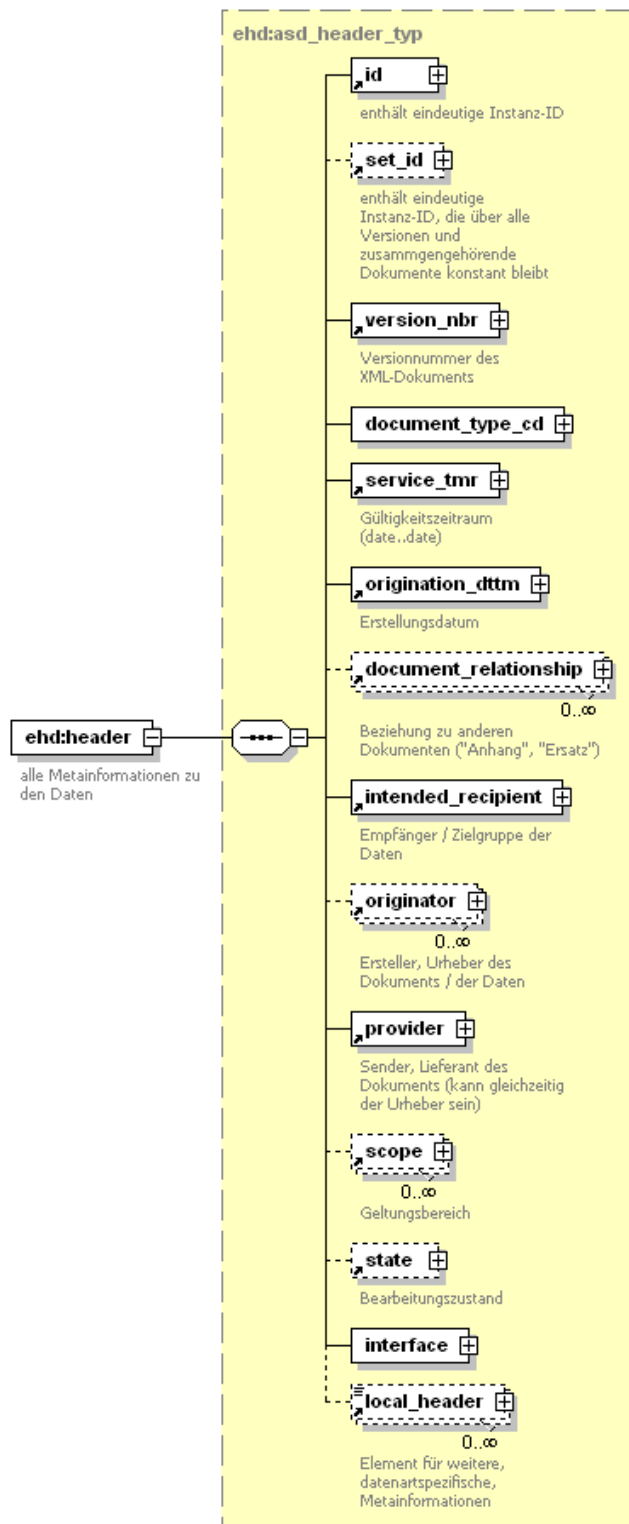 ehd:asd_header_typ
id
enthält eindeutige Instanz-ID
set_id
enthält eindeutige
Instanz-ID, die über alle
Versionen und
zusammgengehörende
Dokumente konstant bleibt
version_nbr
Versionnummer des
XML-Dokuments
document_type_cd
service_tmr
Gültigkeitszeitraum
(date..date)
origination_dttm
Erstellungsdatum
document_relationship
0..∞
Beziehung zu anderen
Dokumenten ("Anhang", "Ersatz")
ehd:header
alle Metainformationen zu
den Daten
intended_recipient
Empfänger / Zielgruppe der
Daten
originator
0..∞
Ersteller, Urheber des
Dokuments / der Daten
provider
Sender, Lieferant des
Dokuments (kann gleichzeitig
der Urheber sein)
scope
0..∞
Geltungsbereich
state
Bearbeitungszustand
interface
local_header
0..∞
Element für weitere,
datenartspezifische,
Metainformationen